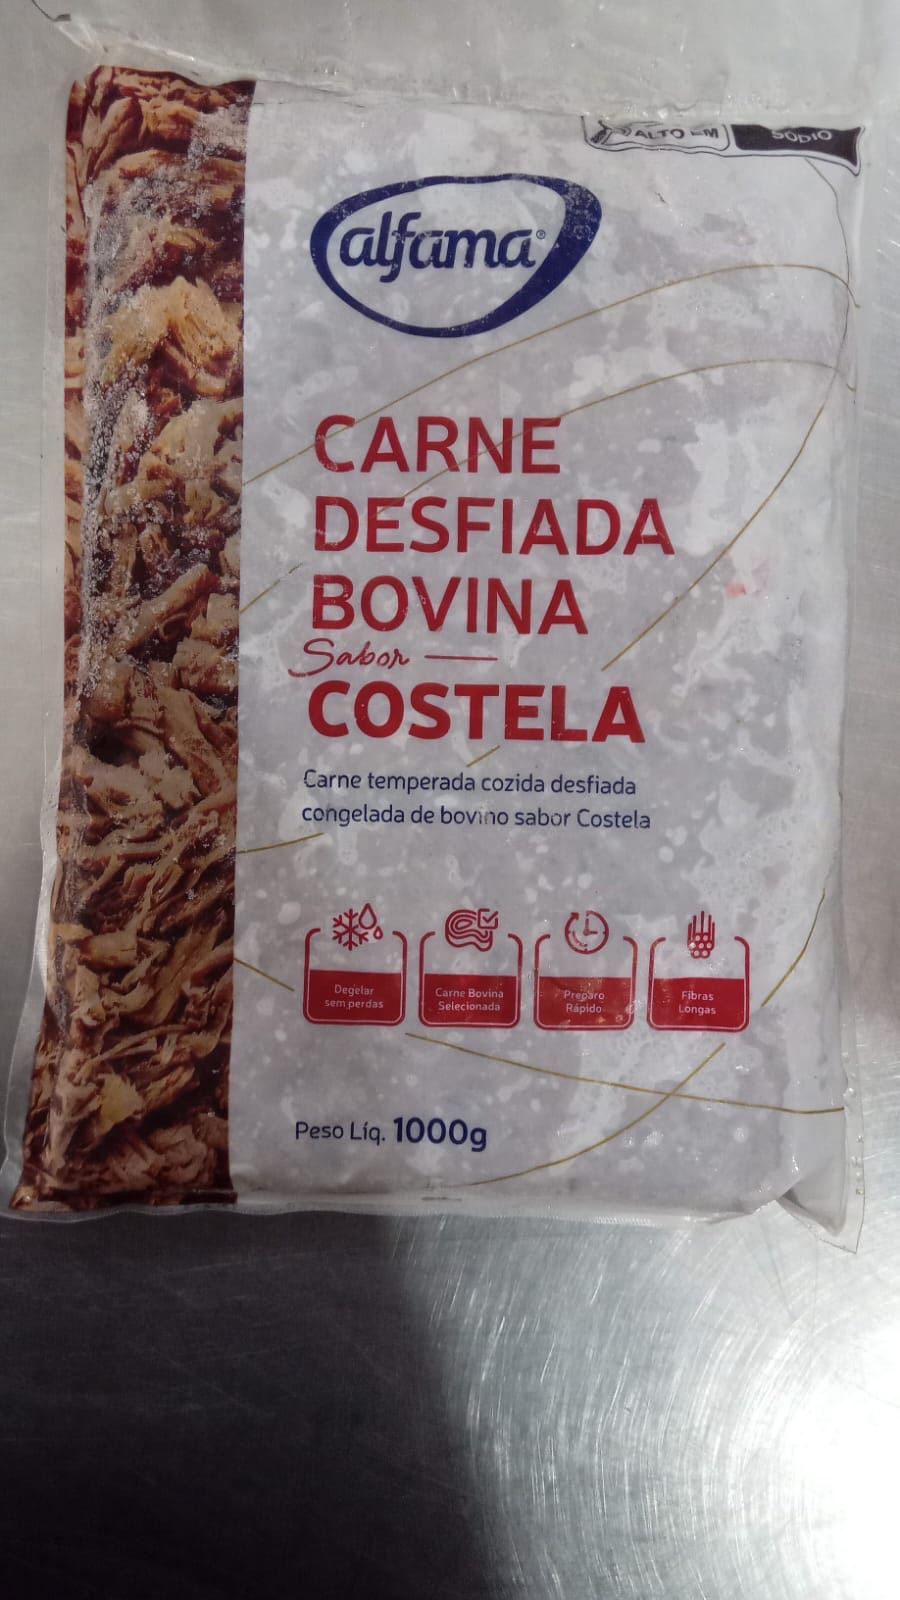 ALTO EM SÓDIO
alfama®
CARNE
DESFIADA
BOVINA
Sabor
COSTELA
Carne temperada cozida desfiada
congelada de bovino sabor Costela
Degelar
sem perdas
Carne Bovina
Selecionada
Preparo
Rápido
Fibras
Longas
Peso Líq. 1000g